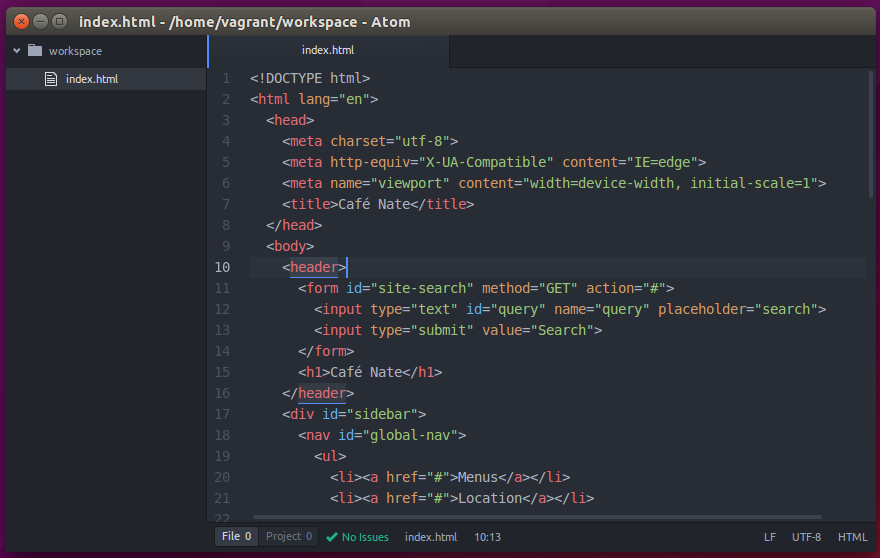 index.html - /home/vagrant/workspace - Atom
workspace
index.html
index.html
1 <!DOCTYPE html>
2 <html lang="en">
3 <head>
4 <meta charset="utf-8">
5 <meta http-equiv="X-UA-Compatible" content="IE=edge">
6 <meta name="viewport" content="width=device-width, initial-scale=1">
7 <title>Café Nate</title>
8 </head>
9 <body>
10 <header>
11 <form id="site-search" method="GET" action="#">
12 <input type="text" id="query" name="query" placeholder="search">
13 <input type="submit" value="Search">
14 </form>
15 <h1>Café Nate</h1>
16 </header>
17 <div id="sidebar">
18 <nav id="global-nav">
19 <ul>
20 <li><a href="#">Menus</a></li>
21 <li><a href="#">Location</a></li>
22
File 0 Project 0 No Issues index.html 10:13 LF UTF-8 HTML